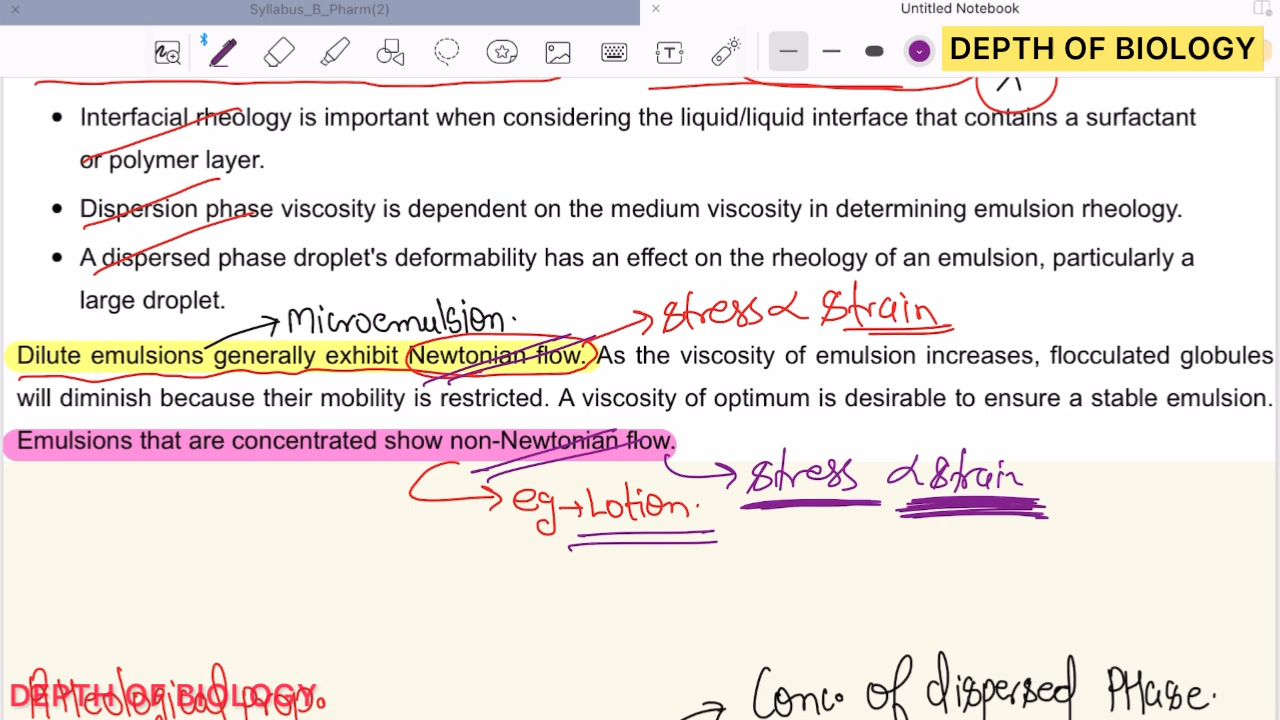 Syllabus_B_Pharm(2)
Untitled Notebook
DEPTH OF BIOLOGY
Interfacial rheology is important when considering the liquid/liquid interface that contains a surfactant
or polymer layer.
Dispersion phase viscosity is dependent on the medium viscosity in determining emulsion rheology.
A dispersed phase droplet's deformability has an effect on the rheology of an emulsion, particularly a
large droplet.
Microemulsion.
Stress ∝ Strain
Dilute emulsions generally exhibit Newtonian flow. As the viscosity of emulsion increases, flocculated globules
will diminish because their mobility is restricted. A viscosity of optimum is desirable to ensure a stable emulsion.
Emulsions that are concentrated show non-Newtonian flow.
Stress ∝ Strain
eg → Lotion.
Rheological prop.
DEPTH OF BIOLOGY
Conc. of dispersed PHase.